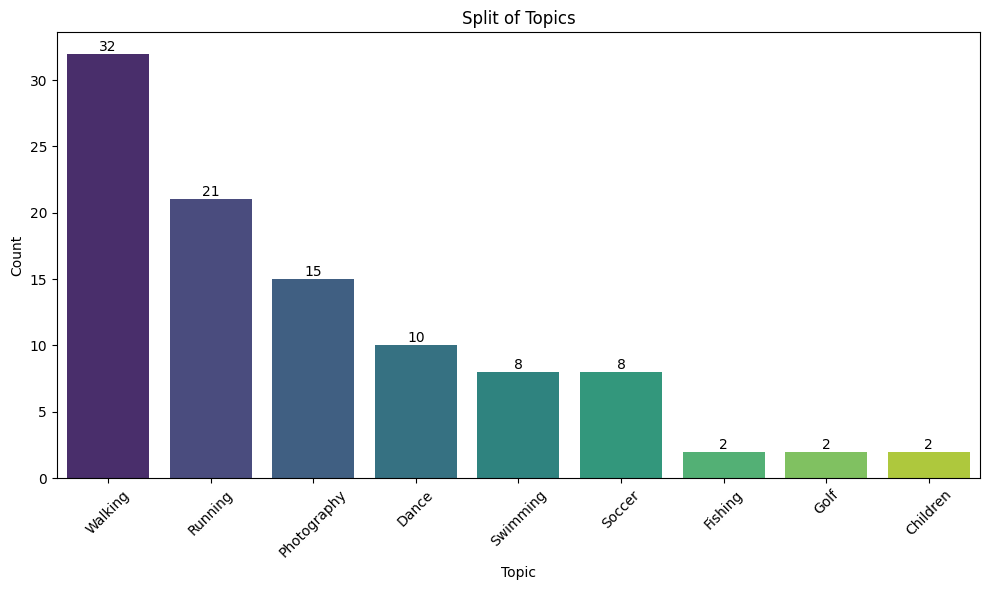 Split of Topics
32
21
15
10
8
8
2
2
2
30
25
20
15
10
5
0
Count
Walking
Running
Photography
Dance
Swimming
Soccer
Fishing
Golf
Children
Topic